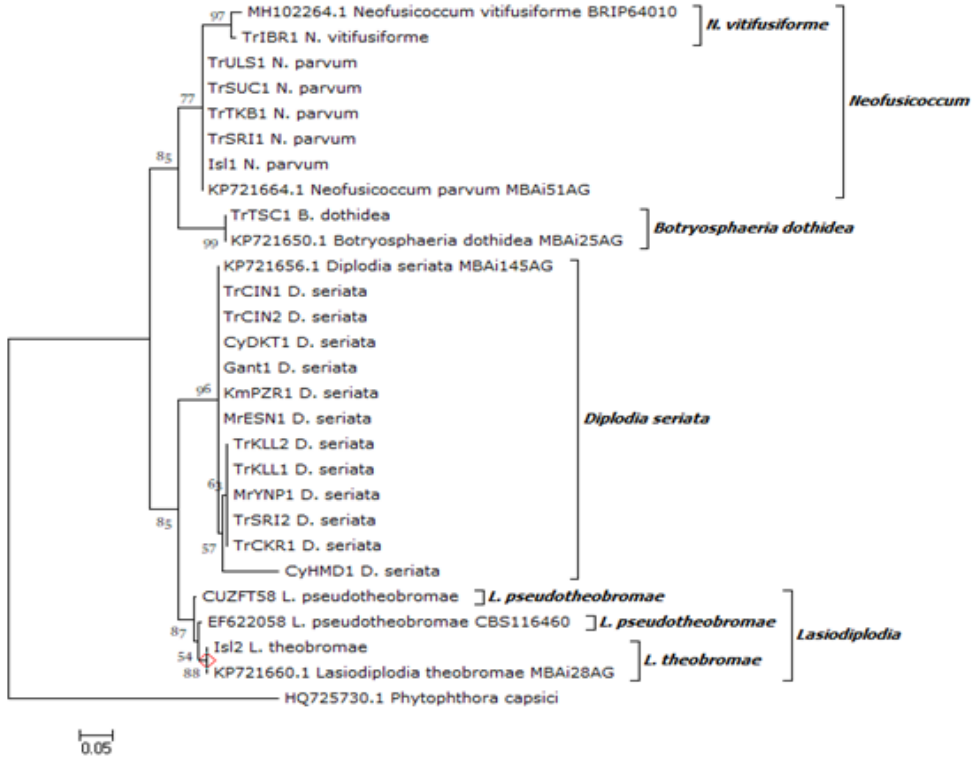 97
MH102264.1 Neofusicoccum vitifusiforme BRIP64010
N. vitifusiforme
TrIBR1 N. vitifusiforme
TrULS1 N. parvum
TrSUC1 N. parvum
77
Neofusicoccum
TrTKB1 N. parvum
TrSRI1 N. parvum
85
Isl1 N. parvum
KP721664.1 Neofusicoccum parvum MBAi51AG
TrTSC1 B. dothidea
Botryosphaeria dothidea
99
KP721650.1 Botryosphaeria dothidea MBAi25AG
KP721656.1 Diplodia seriata MBAi145AG
TrCIN1 D. seriata
TrCIN2 D. seriata
CyDKT1 D. seriata
Gant1 D. seriata
96
KmPZR1 D. seriata
MrESN1 D. seriata
Diplodia seriata
TrKLL2 D. seriata
TrKLL1 D. seriata
63
MrYNP1 D. seriata
TrSRI2 D. seriata
85
57
TrCKR1 D. seriata
CyHMD1 D. seriata
CUZFT58 L. pseudotheobromae
L. pseudotheobromae
EF622058 L. pseudotheobromae CBS116460
L. pseudotheobromae
87
Lasiodiplodia
Isl2 L. theobromae
54
L. theobromae
88
KP721660.1 Lasiodiplodia theobromae MBAi28AG
HQ725730.1 Phytophthora capsici
0.05